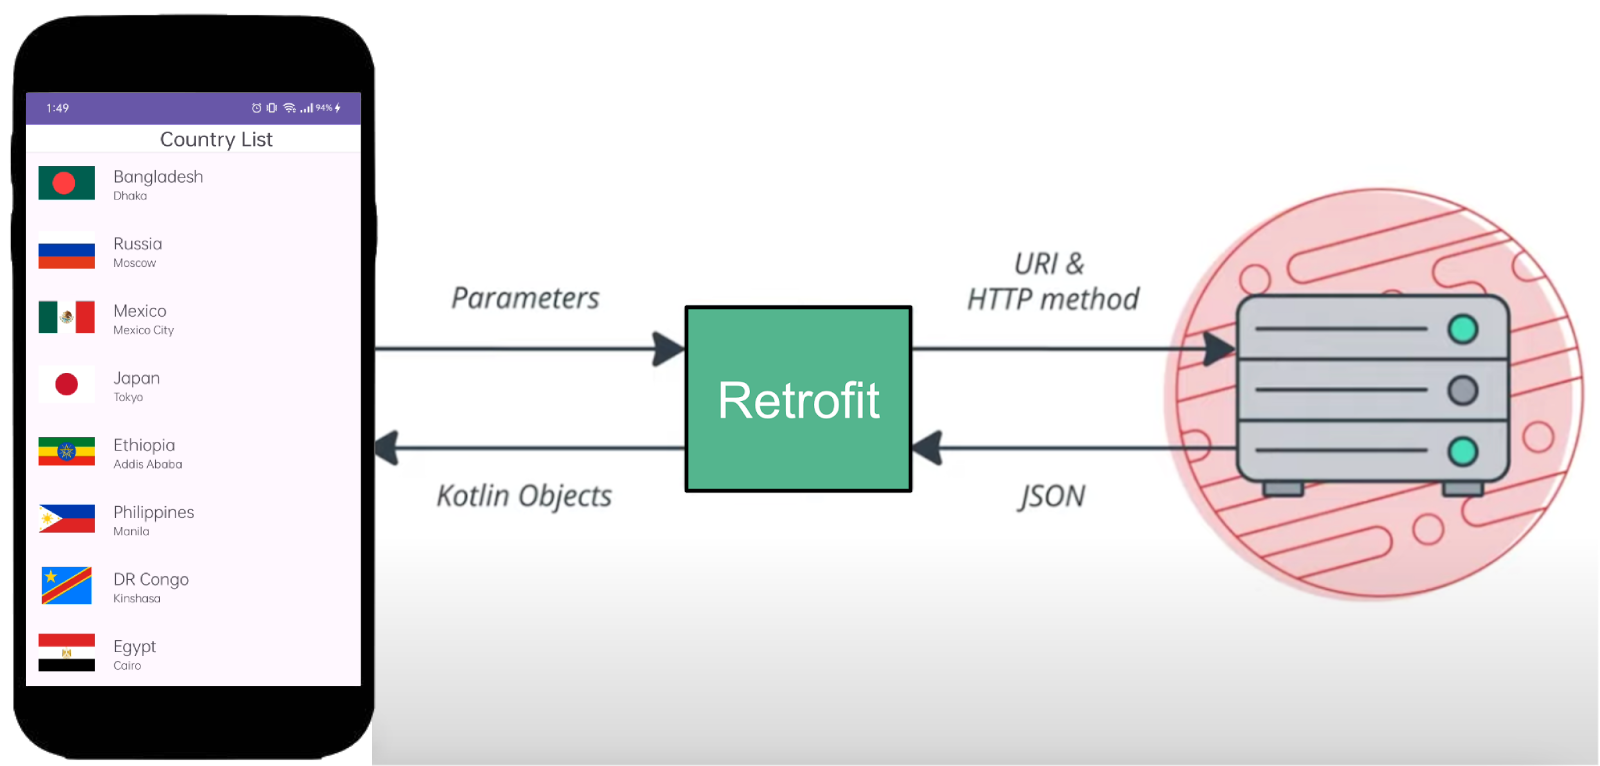 1:49
94%
Country List
Bangladesh
Dhaka
Russia
Moscow
Mexico
Mexico City
Japan
Tokyo
Ethiopia
Addis Ababa
Philippines
Manila
DR Congo
Kinshasa
Egypt
Cairo
Parameters
Kotlin Objects
Retrofit
URI &
HTTP method
JSON